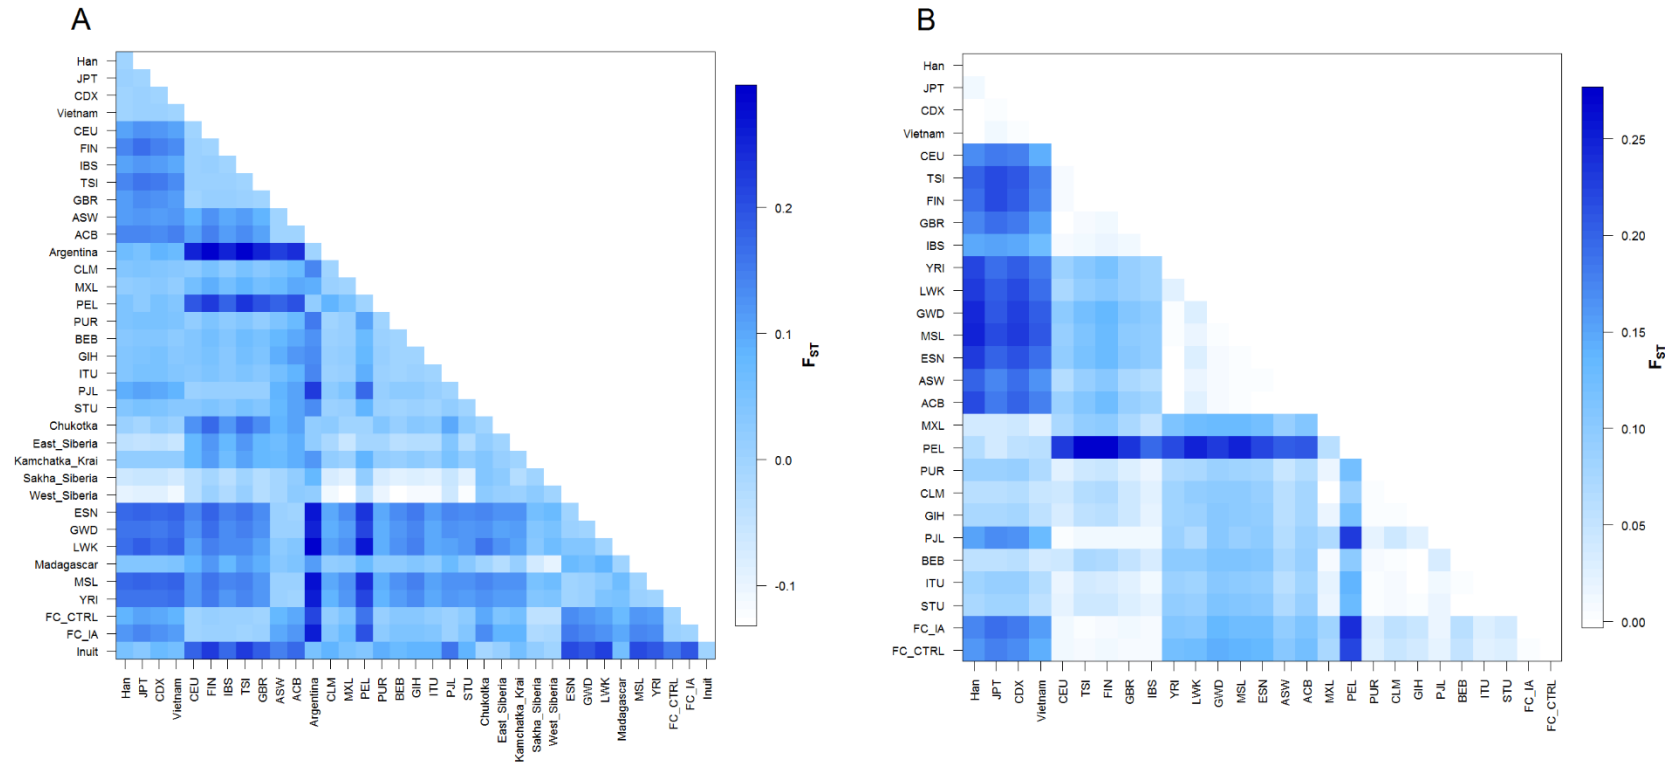 A
Han
JPT
CDX
Vietnam
CEU
FIN
IBS
TSI
GBR
ASW
ACB
Argentina
CLM
MXL
PEL
PUR
BEB
GIH
ITU
PJL
STU
Chukotka
East_Siberia
Kamchatka_Krai
Sakha_Siberia
West_Siberia
ESN
GWD
LWK
Madagascar
MSL
YRI
FC_CTRL
FC_IA
Inuit
Han
JPT
CDX
Vietnam
CEU
FIN
IBS
TSI
GBR
ASW
ACB
Argentina
CLM
MXL
PEL
PUR
BEB
GIH
ITU
PJL
STU
Chukotka
East_Siberia
Kamchatka_Krai
Sakha_Siberia
West_Siberia
ESN
GWD
LWK
Madagascar
MSL
YRI
FC_CTRL
FC_IA
Inuit
0.2
0.1
0.0
-0.1
FST
B
Han
JPT
CDX
Vietnam
CEU
TSI
FIN
GBR
IBS
YRI
LWK
GWD
MSL
ESN
ASW
ACB
MXL
PEL
PUR
CLM
GIH
PJL
BEB
ITU
STU
FC_IA
FC_CTRL
Han
JPT
CDX
Vietnam
CEU
TSI
FIN
GBR
IBS
YRI
LWK
GWD
MSL
ESN
ASW
ACB
MXL
PEL
PUR
CLM
GIH
PJL
BEB
ITU
STU
FC_IA
FC_CTRL
0.25
0.20
0.15
0.10
0.05
0.00
FST